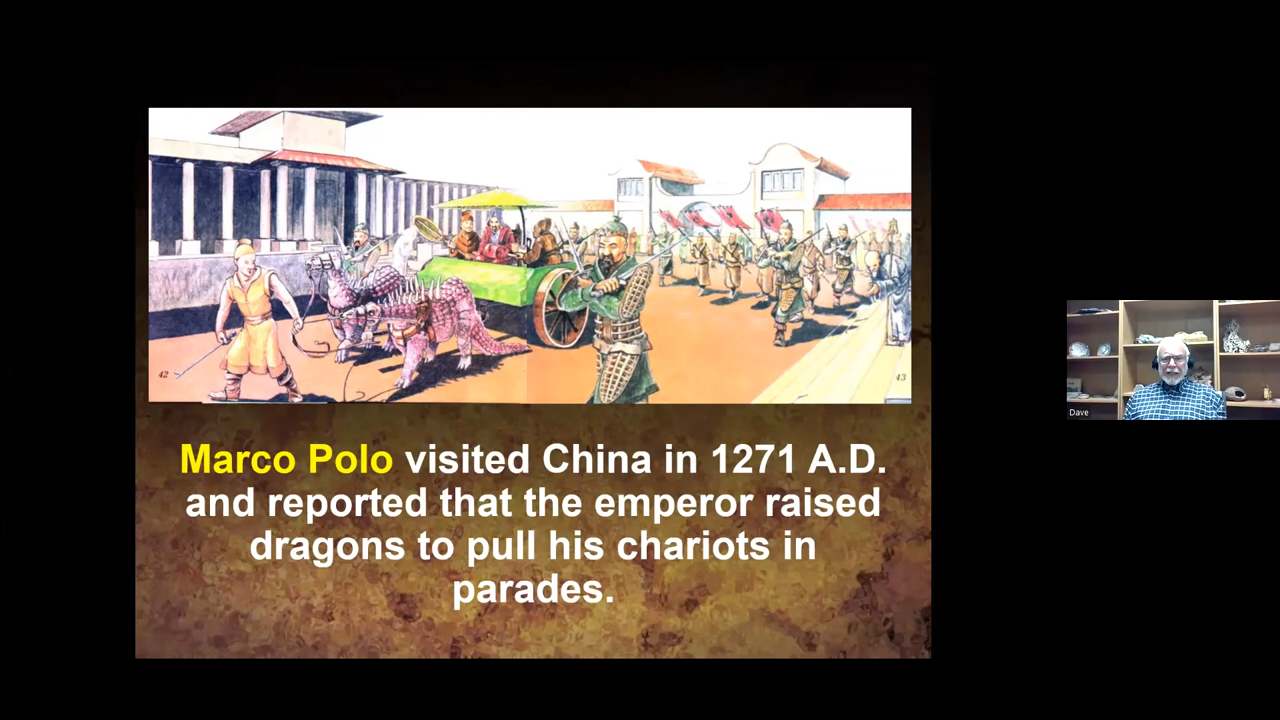 42
43
Marco Polo visited China in 1271 A.D.
and reported that the emperor raised
dragons to pull his chariots in
parades.
Dave